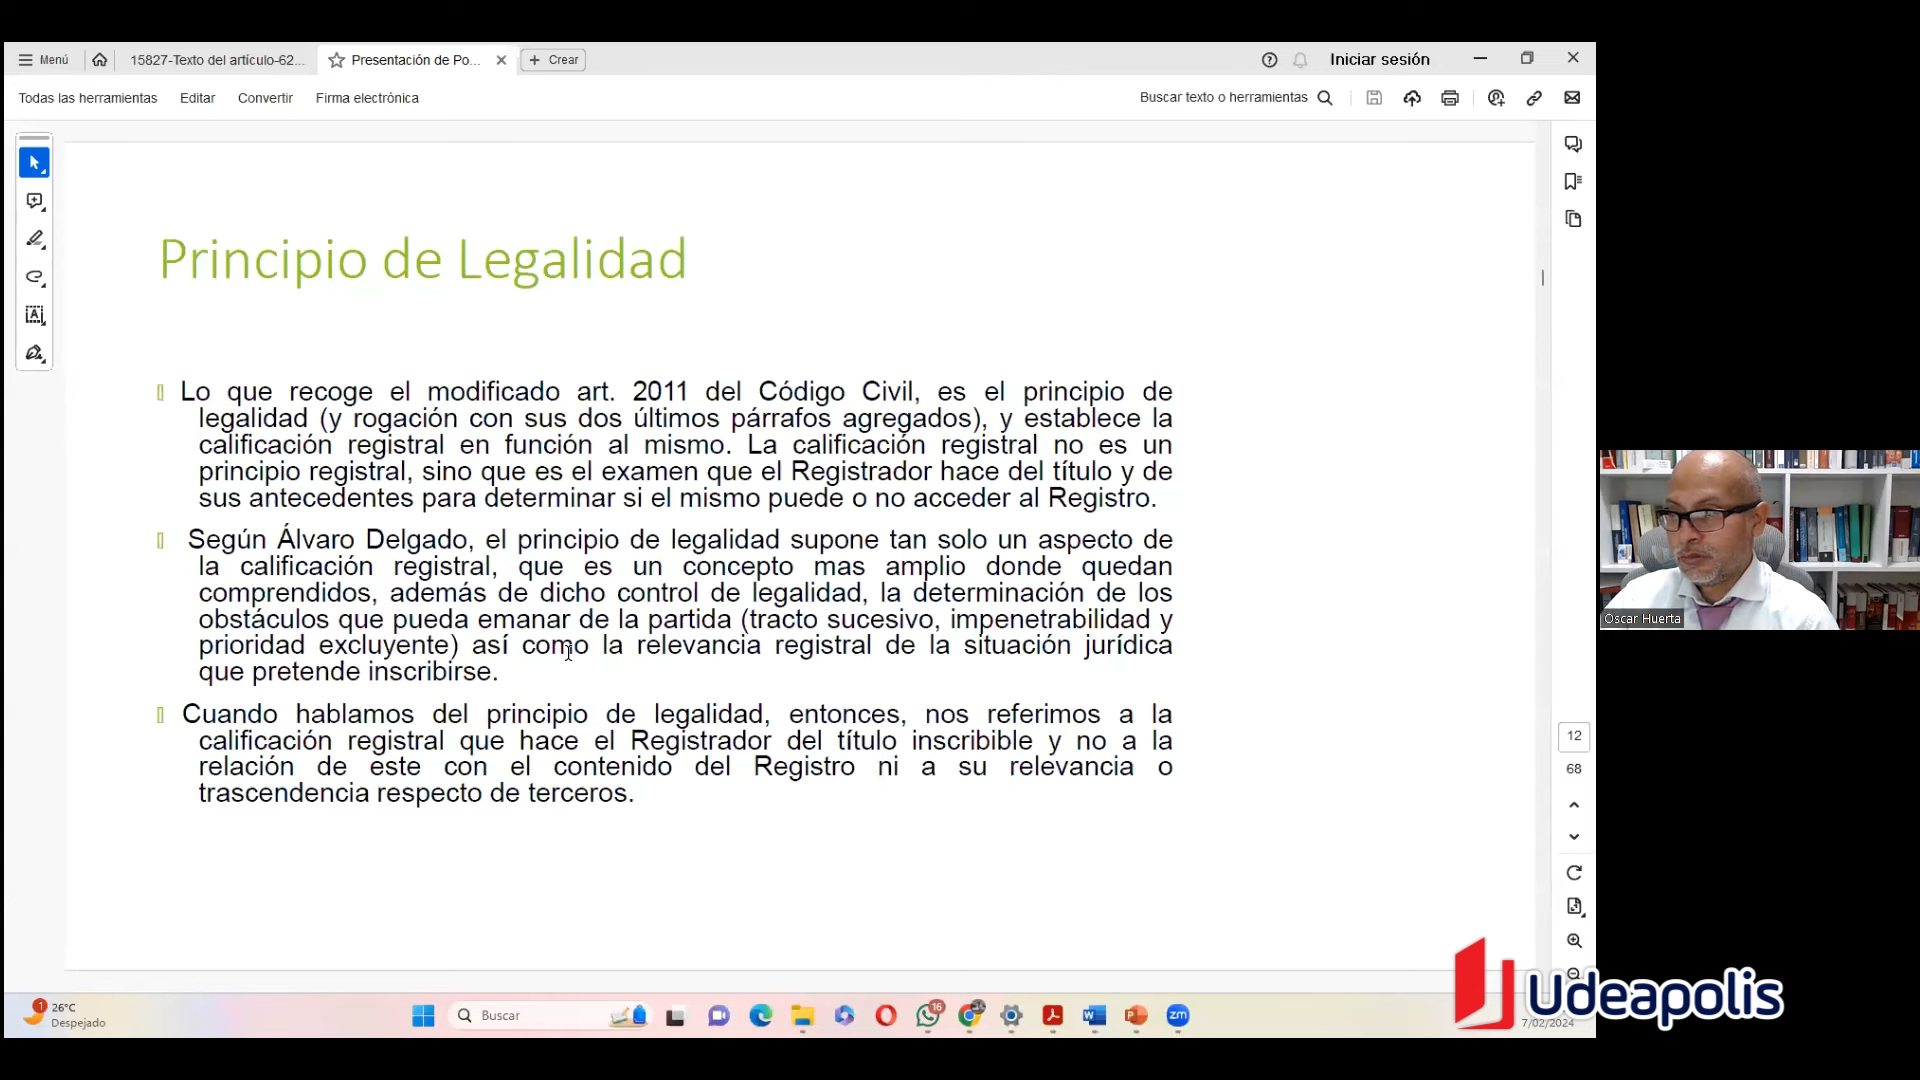 Menú
15827-Texto del artículo-62...
Presentación de Po...
Crear
Iniciar sesión
Todas las herramientas
Editar
Convertir
Firma electrónica
Buscar texto o herramientas
Principio de Legalidad
Lo que recoge el modificado art. 2011 del Código Civil, es el principio de
legalidad (y rogación con sus dos últimos párrafos agregados), y establece la
calificación registral en función al mismo. La calificación registral no es un
principio registral, sino que es el examen que el Registrador hace del título y de
sus antecedentes para determinar si el mismo puede o no acceder al Registro.
Según Álvaro Delgado, el principio de legalidad supone tan solo un aspecto de
la calificación registral, que es un concepto mas amplio donde quedan
comprendidos, además de dicho control de legalidad, la determinación de los
obstáculos que pueda emanar de la partida (tracto sucesivo, impenetrabilidad y
prioridad excluyente) así como la relevancia registral de la situación jurídica
que pretende inscribirse.
Cuando hablamos del principio de legalidad, entonces, nos referimos a la
calificación registral que hace el Registrador del título inscribible y no a la
relación de este con el contenido del Registro ni a su relevancia o
trascendencia respecto de terceros.
Oscar Huerta
12
68
1
26°C
Despejado
Buscar
16
zm
Udeapolis
7/02/2024